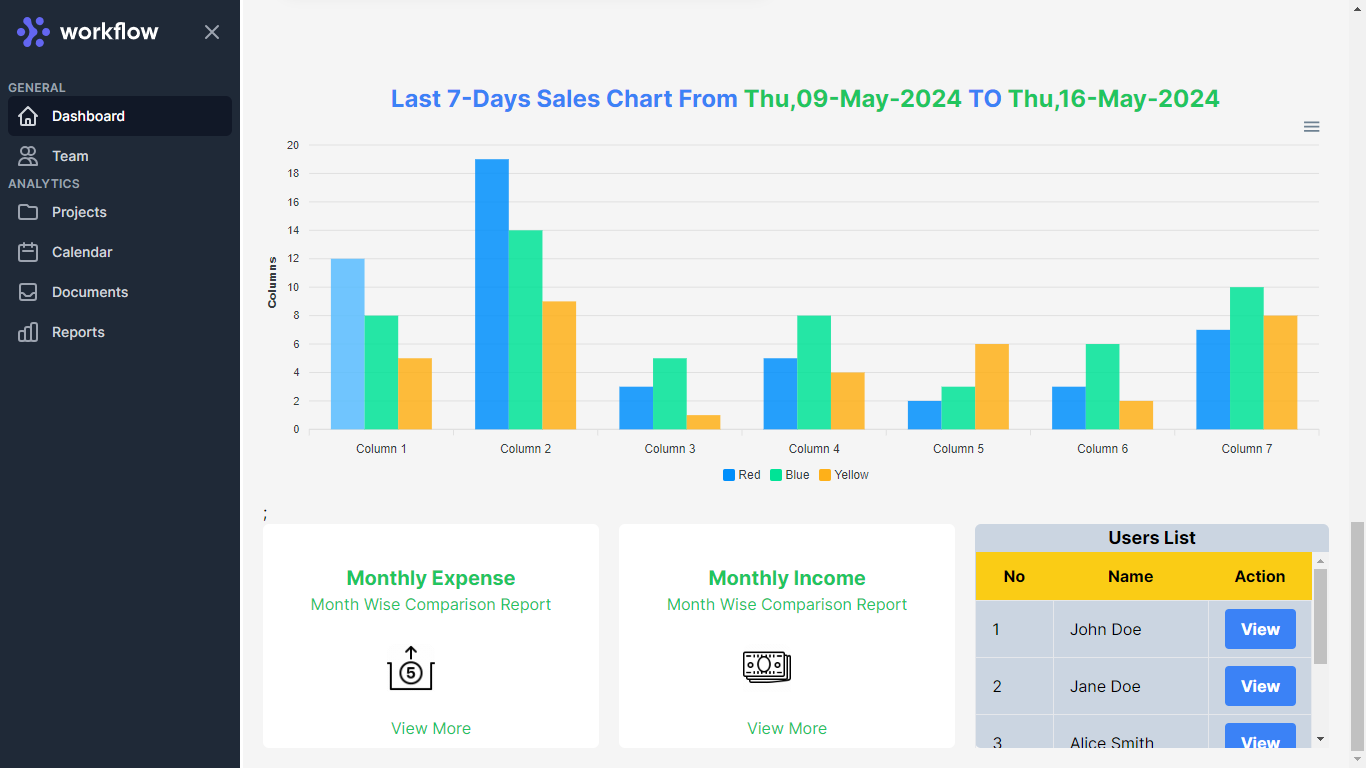 workflow
GENERAL
Dashboard
Team
ANALYTICS
Projects
Calendar
Documents
Reports
Last 7-Days Sales Chart From Thu,09-May-2024 TO Thu,16-May-2024
Columns
20
18
16
14
12
10
8
6
4
2
0
Column 1 Column 2 Column 3 Column 4 Column 5 Column 6 Column 7
Red Blue Yellow
;
Monthly Expense
Month Wise Comparison Report
5
View More
Monthly Income
Month Wise Comparison Report
View More
Users List
No Name Action
1 John Doe View
2 Jane Doe View
3 Alice Smith View